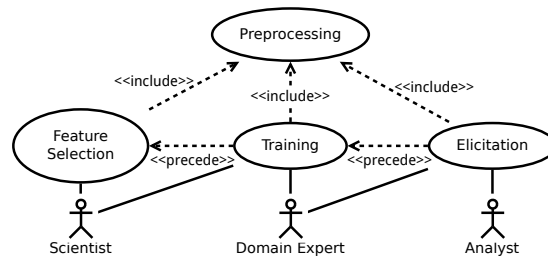 Preprocessing
<<include>>
<<include>>
<<include>>
Feature
Selection
<<precede>>
Training
<<precede>>
Elicitation
Scientist
Domain Expert
Analyst